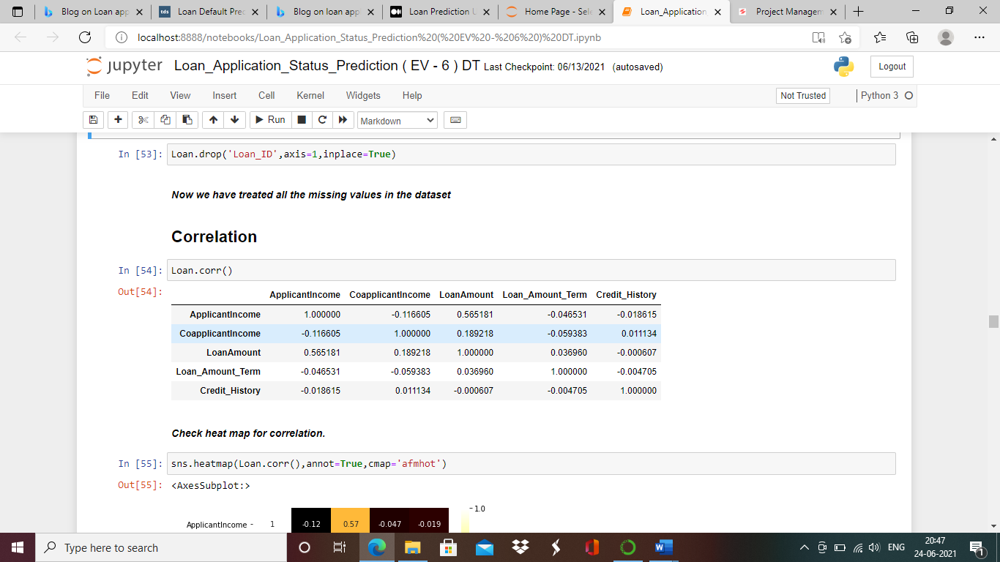 Blog on Loan app
tds Loan Default Pred
Blog on loan app
Loan Prediction U
Home Page - Sele
Loan_Application
Project Managem
localhost:8888/notebooks/Loan_Application_Status_Prediction%20(%20EV%20-%206%20)%20DT.ipynb
jupyter Loan_Application_Status_Prediction ( EV - 6 ) DT Last Checkpoint: 06/13/2021 (autosaved)
Logout
File Edit View Insert Cell Kernel Widgets Help Not Trusted Python 3
Run Markdown
In [53]: Loan.drop('Loan_ID',axis=1,inplace=True)
Now we have treated all the missing values in the dataset
Correlation
In [54]: Loan.corr()
Out[54]:
ApplicantIncome CoapplicantIncome LoanAmount Loan_Amount_Term Credit_History
ApplicantIncome 1.000000 -0.116605 0.565181 -0.046531 -0.018615
CoapplicantIncome -0.116605 1.000000 0.189218 -0.059383 0.011134
LoanAmount 0.565181 0.189218 1.000000 0.036960 -0.000607
Loan_Amount_Term -0.046531 -0.059383 0.036960 1.000000 -0.004705
Credit_History -0.018615 0.011134 -0.000607 -0.004705 1.000000
Check heat map for correlation.
In [55]: sns.heatmap(Loan.corr(),annot=True,cmap='afmhot')
Out[55]: <AxesSubplot:>
1.0
ApplicantIncome 1 -0.12 0.57 -0.047 -0.019
Type here to search
ENG
20:47
24-06-2021
1